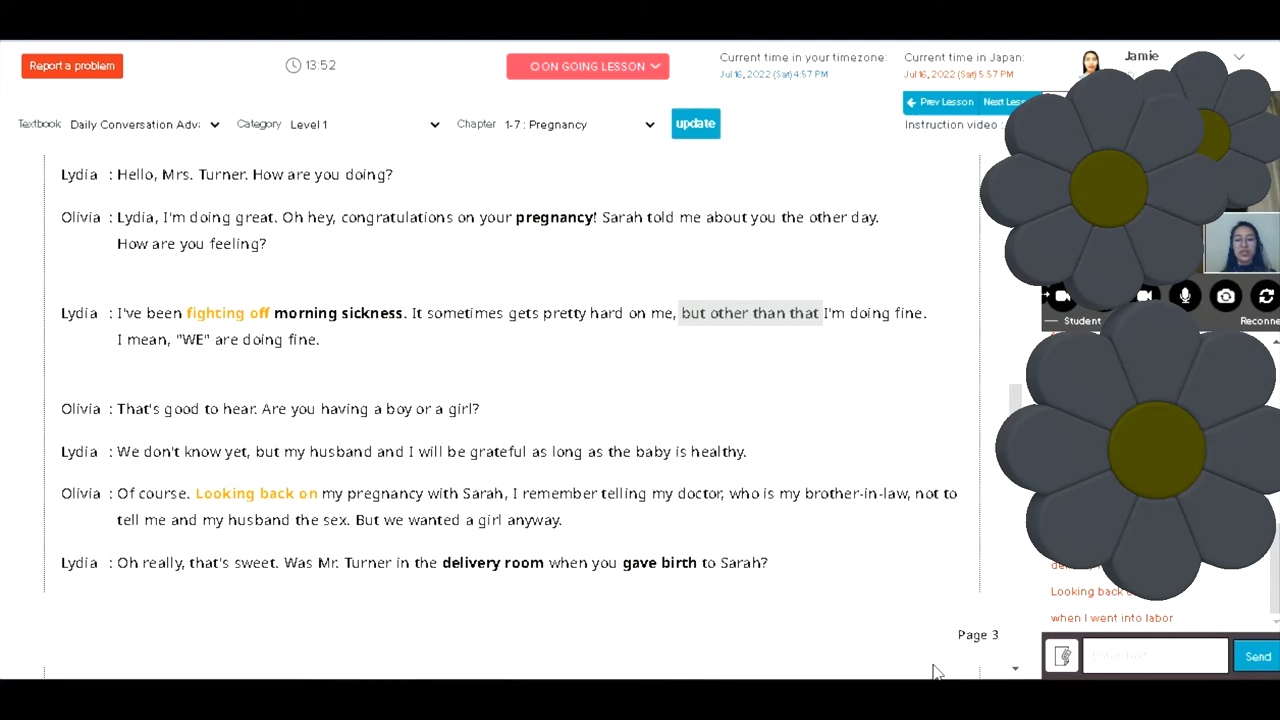 Report a problem
13:52
ON GOING LESSON
Current time in your timezone:
Jul 16, 2022 (Sat) 4:57 PM
Current time in Japan:
Jul 16, 2022 (Sat) 5:57 PM
Jamie
Prev Lesson Next
Textbook Daily Conversation Category Level 1 Chapter 1-7 : Pregnancy update
Instruction video :
Lydia : Hello, Mrs. Turner. How are you doing?
Olivia : Lydia, I'm doing great. Oh hey, congratulations on your pregnancy! Sarah told me about you the other day.
How are you feeling?
Lydia : I've been fighting off morning sickness. It sometimes gets pretty hard on me, but other than that I'm doing fine.
I mean, "WE" are doing fine.
Olivia : That's good to hear. Are you having a boy or a girl?
Lydia : We don't know yet, but my husband and I will be grateful as long as the baby is healthy.
Olivia : Of course. Looking back on my pregnancy with Sarah, I remember telling my doctor, who is my brother-in-law, not to
tell me and my husband the sex. But we wanted a girl anyway.
Lydia : Oh really, that's sweet. Was Mr. Turner in the delivery room when you gave birth to Sarah?
Page 3
Student
Looking back
when I went into labor
Send